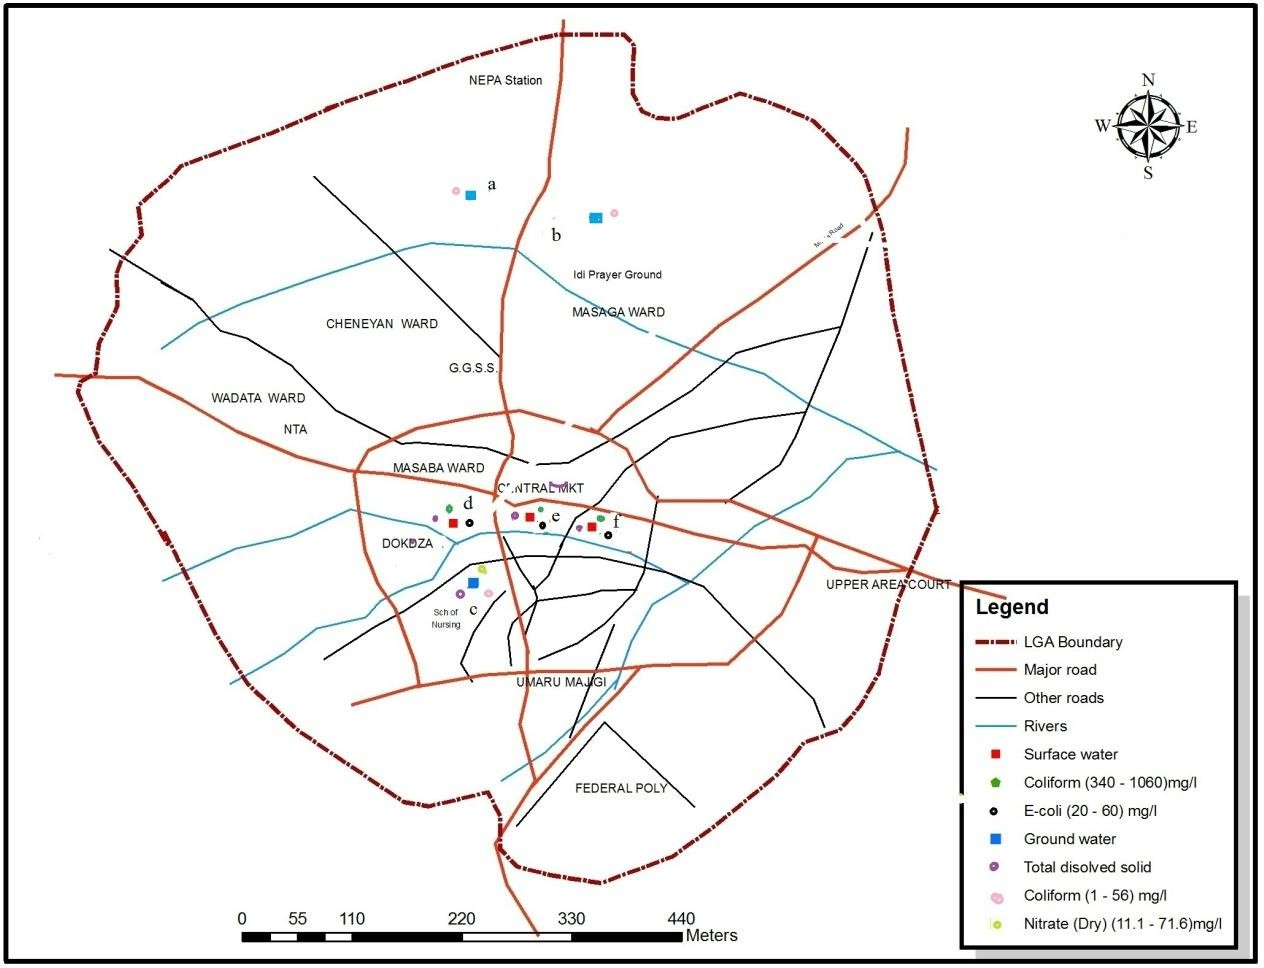 NEPA Station
N
W E
S
a
b
Idi Prayer Ground
MASAGA WARD
CHENEYAN WARD
G.G.S.S.
WADATA WARD
NTA
MASABA WARD
MKT
d
e
f
DOKDZA
c
Sch of
Nursing
UPPER AREA COURT
UMARU MAJIGI
FEDERAL POLY
Road
Legend
LGA Boundary
Major road
Other roads
Rivers
Surface water
Coliform (340 - 1060)mg/l
E-coli (20 - 60) mg/l
Ground water
Total disolved solid
Coliform (1 - 56) mg/l
Nitrate (Dry) (11.1 - 71.6)mg/l
0 55 110 220 330 440
Meters